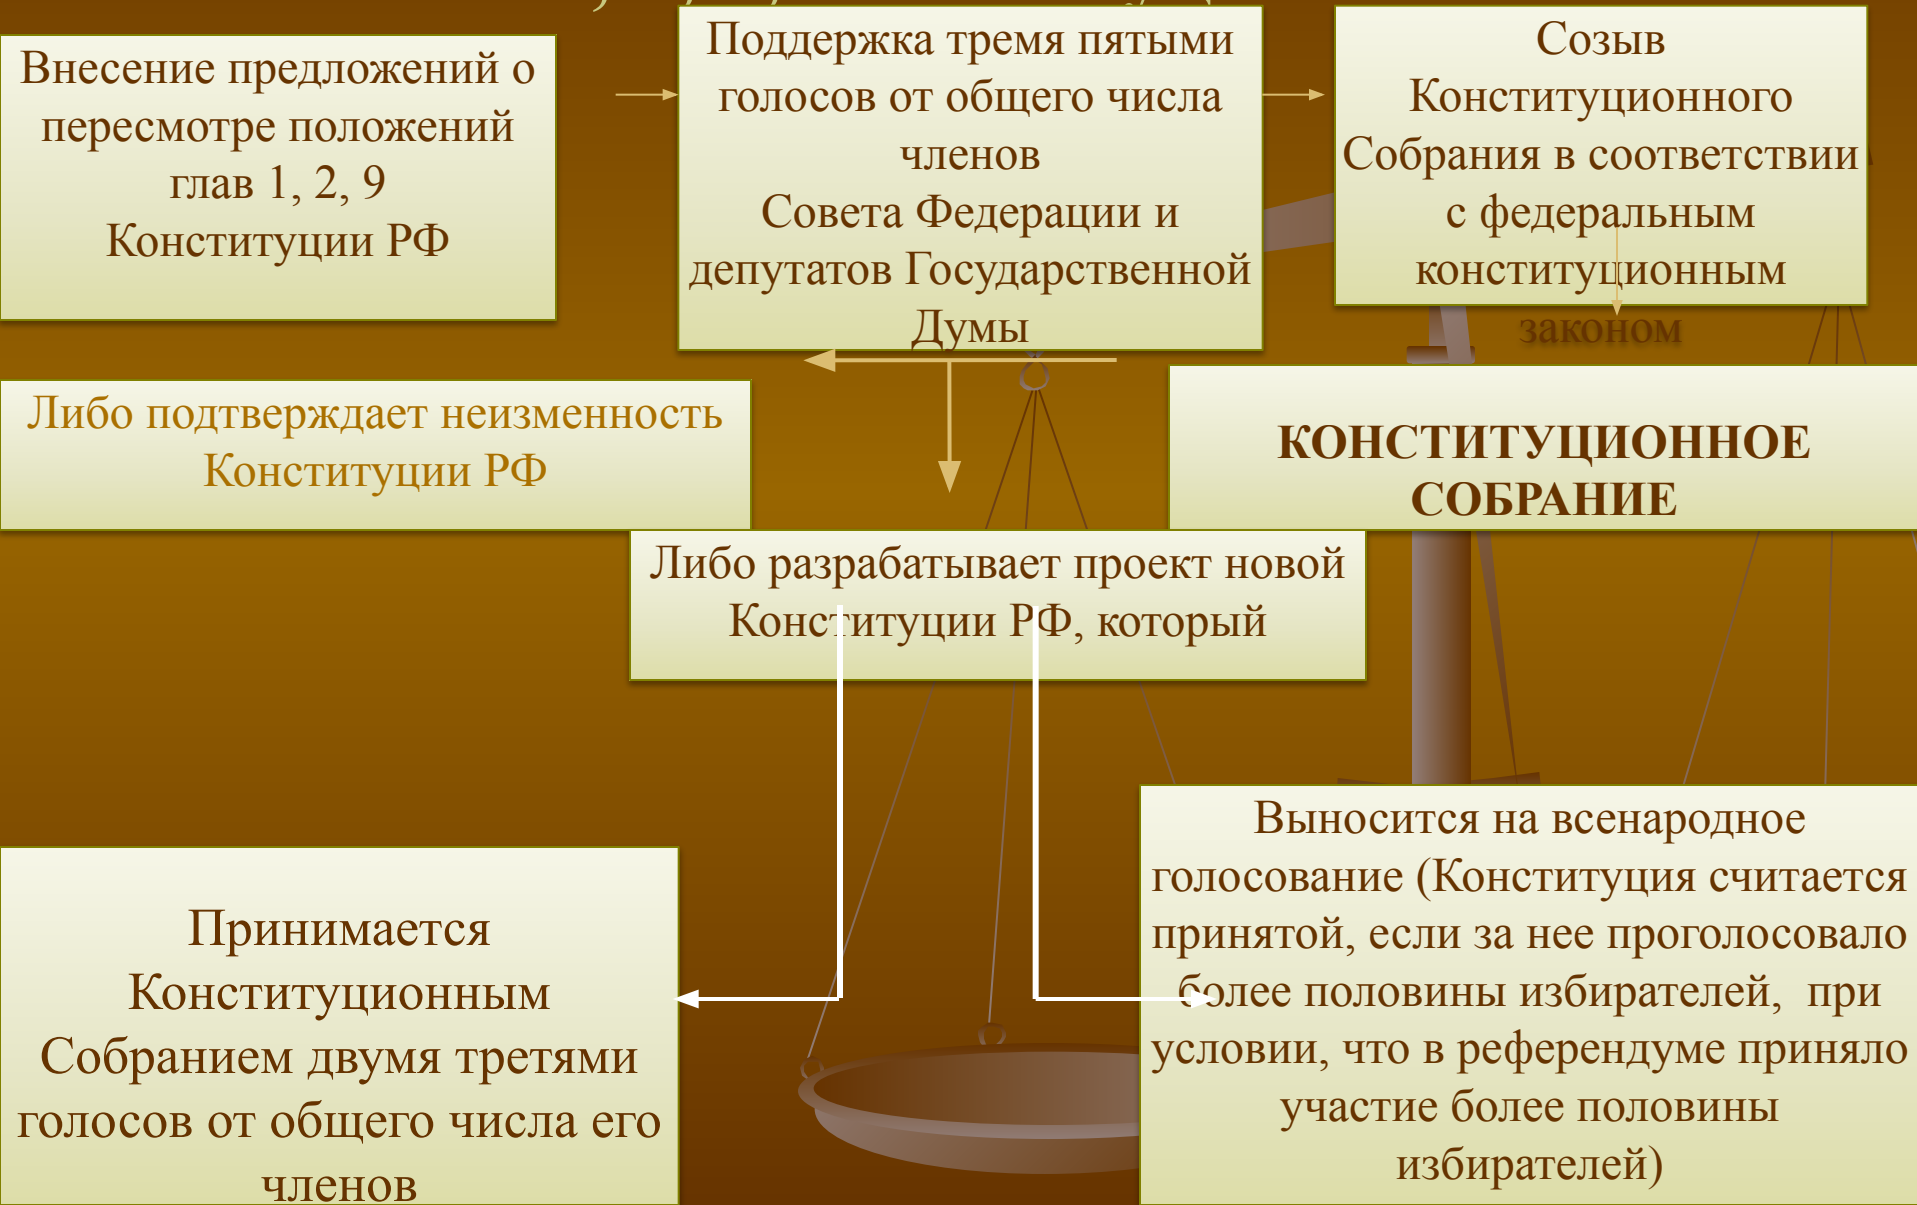 Внесение предложений о
пересмотре положений
глав 1, 2, 9
Конституции РФ
Поддержка тремя пятыми
голосов от общего числа
членов
Совета Федерации и
депутатов Государственной
Думы
Созыв
Конституционного
Собрания в соответствии
с федеральным
конституционным
законом
Либо подтверждает неизменность
Конституции РФ
КОНСТИТУЦИОННОЕ
СОБРАНИЕ
Либо разрабатывает проект новой
Конституции РФ, который
Принимается
Конституционным
Собранием двумя третями
голосов от общего числа его
членов
Выносится на всенародное
голосование (Конституция считается
принятой, если за нее проголосовало
более половины избирателей, при
условии, что в референдуме приняло
участие более половины
избирателей)